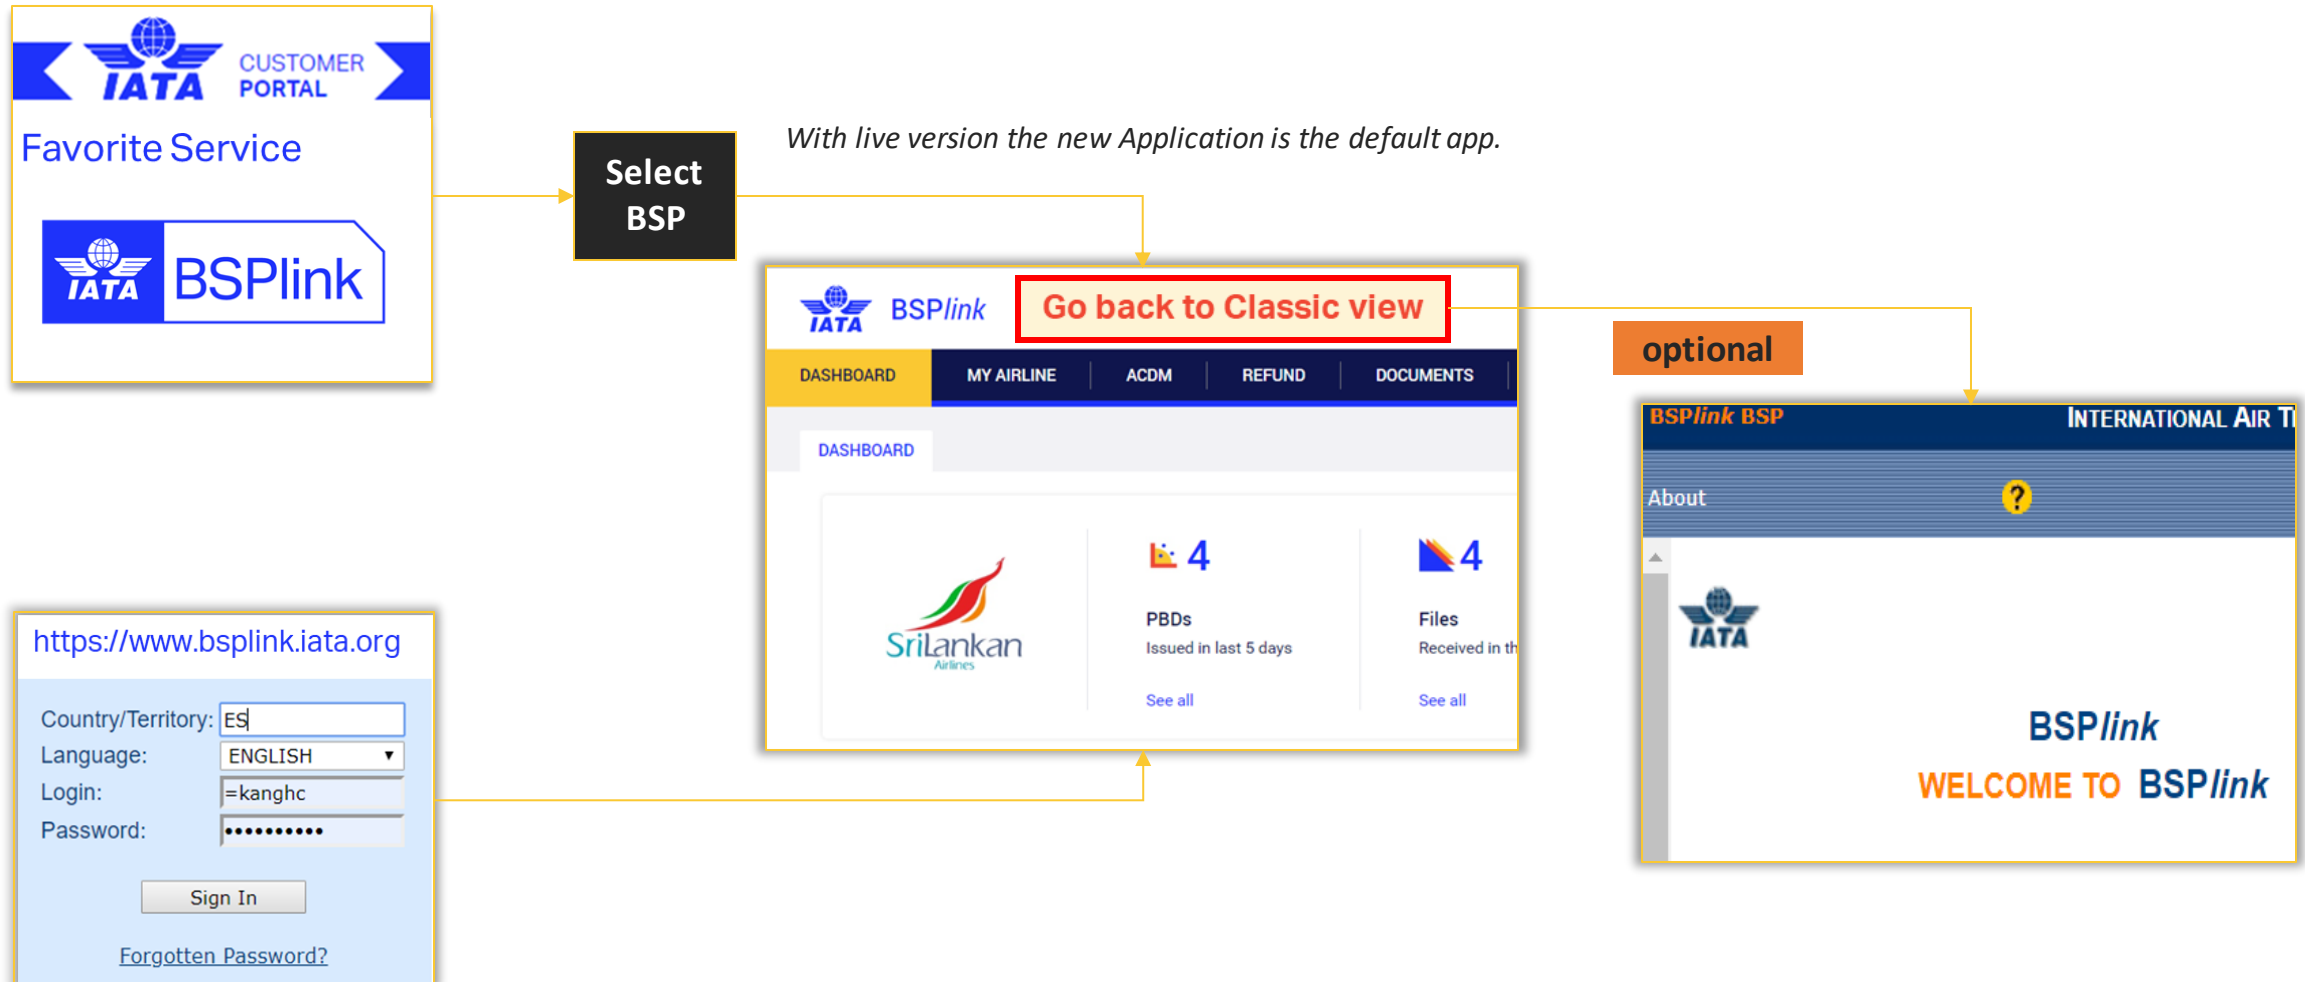 IATA
CUSTOMER
PORTAL
Favorite Service
IATA
BSPlink
Select
BSP
With live version the new Application is the default app.
IATA
BSPlink
Go back to Classic view
DASHBOARD
MY AIRLINE
ACDM
REFUND
DOCUMENTS
DASHBOARD
SriLankan
Airlines
4
PBDs
Issued in last 5 days
See all
4
Files
Received in th
See all
optional
BSPlink BSP
INTERNATIONAL AIR T
About
?
IATA
BSPlink
WELCOME TO BSPlink
https://www.bsplink.iata.org
Country/Territory: ES
Language: ENGLISH
Login: =kanghc
Password: ••••••••••
Sign In
Forgotten Password?